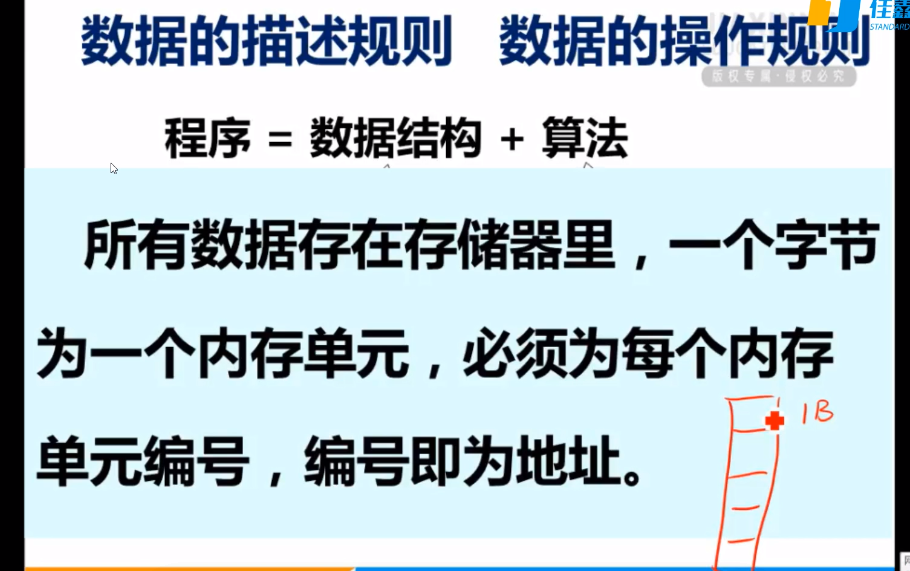 佳鑫
STANDARD
数据的描述规则 数据的操作规则
版权专属·侵权必究
程序 = 数据结构 + 算法
所有数据存在存储器里，一个字节
为一个内存单元，必须为每个内存
单元编号，编号即为地址。
1B